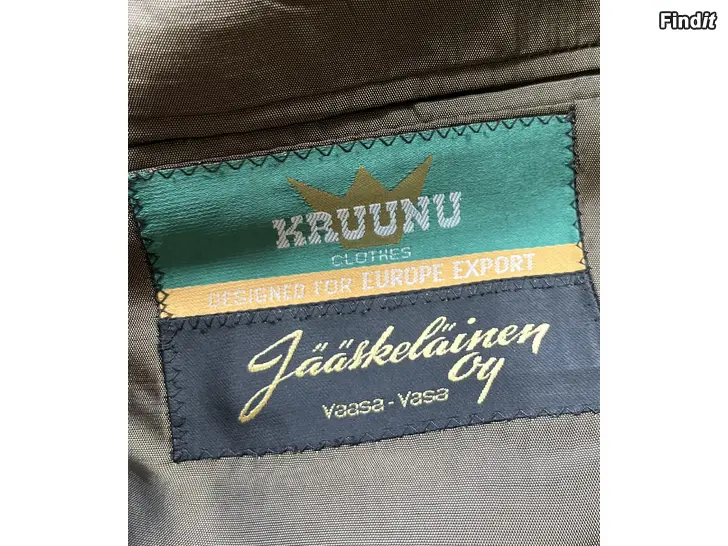 Findit
KRUUNU
CLOTHES
DESIGNED FOR EUROPE EXPORT
Jääskeläinen
Oy
Vaasa - Vasa